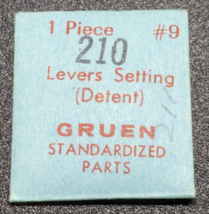 1 Piece #9
210
Levers Setting
(Detent)
GRUEN
STANDARDIZED
PARTS